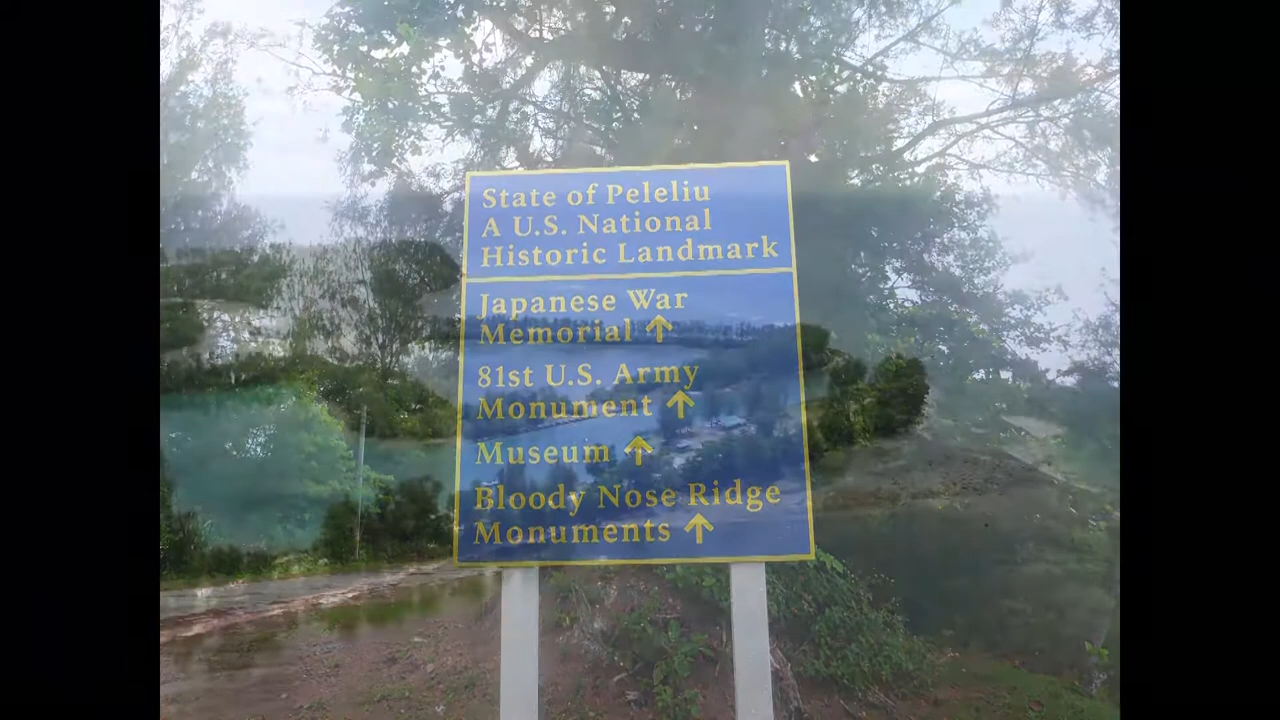 State of Peleliu
A U.S. National
Historic Landmark
Japanese War
Memorial ↑
81st U.S. Army
Monument ↑
Museum ↑
Bloody Nose Ridge
Monuments ↑